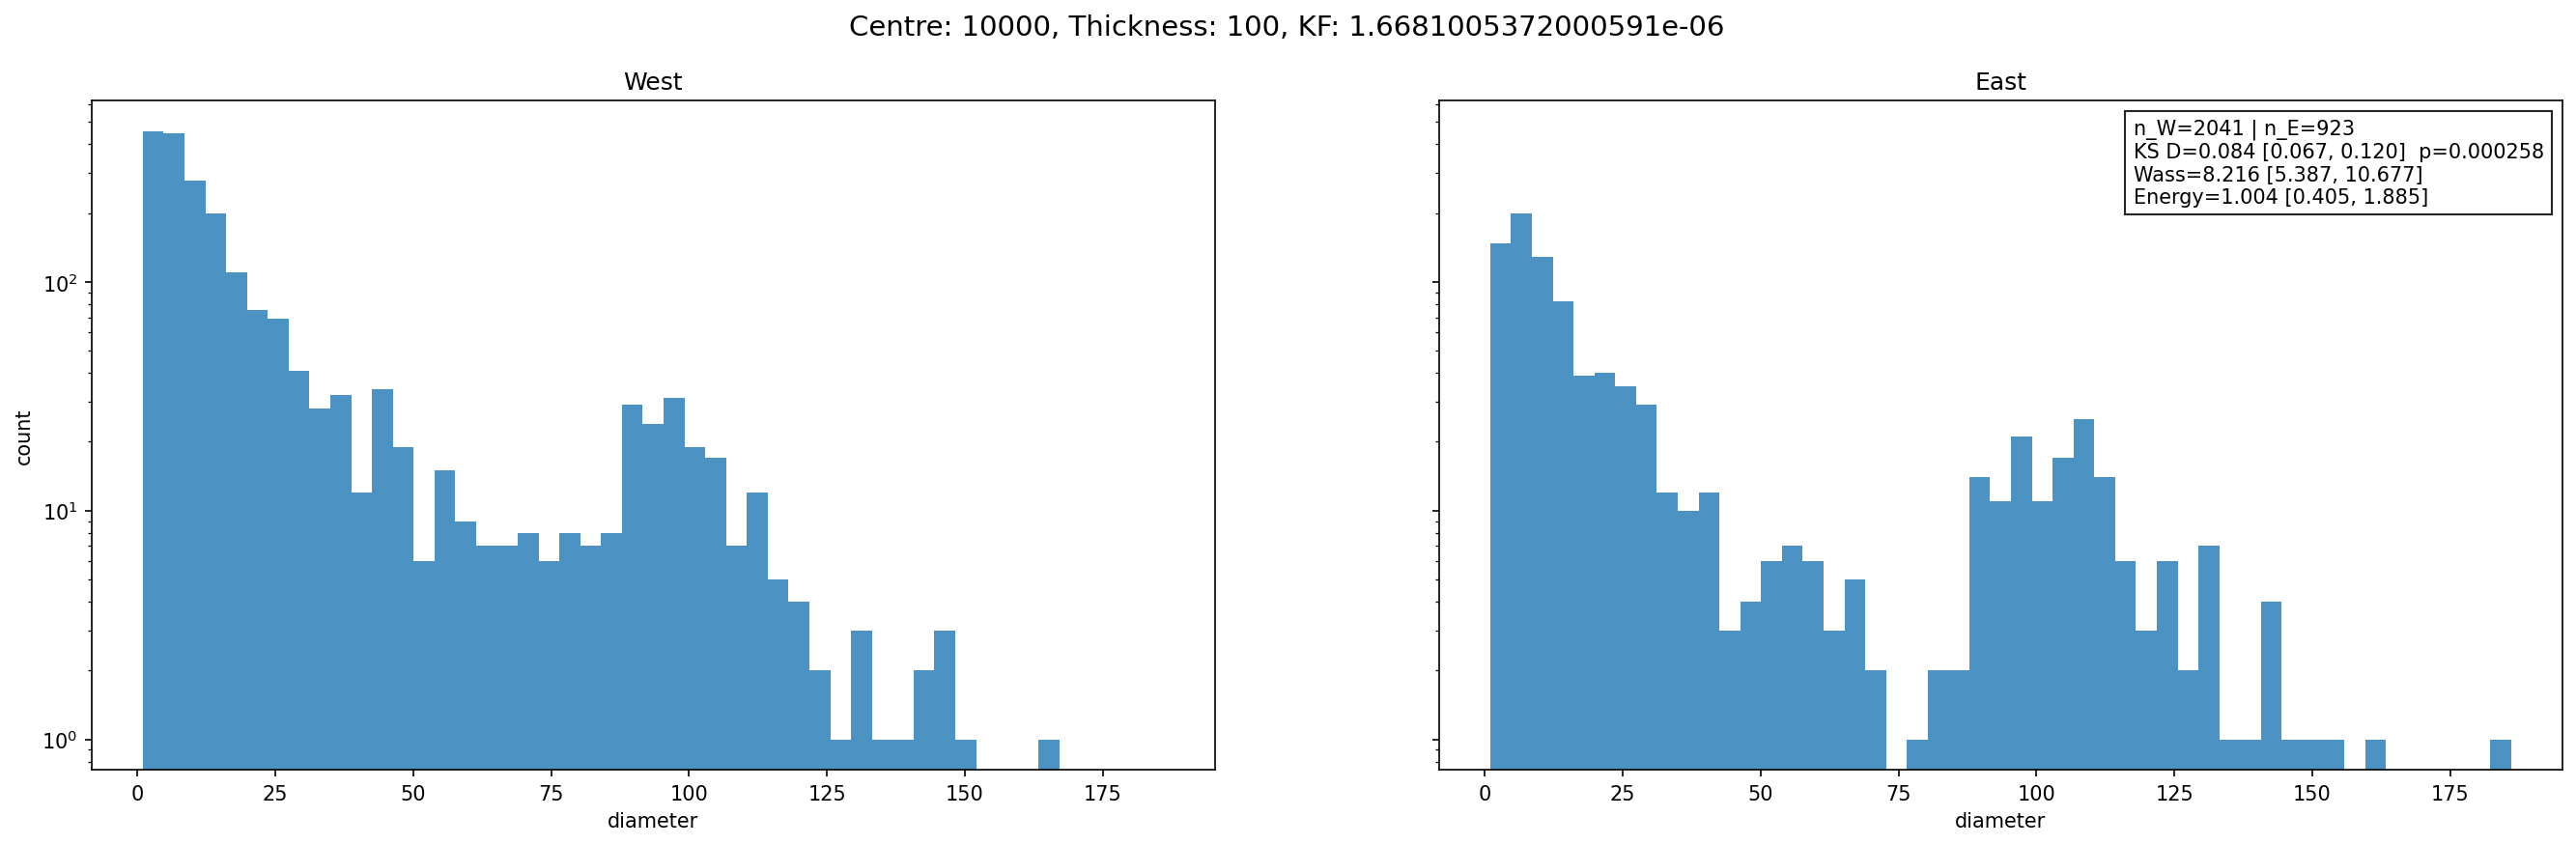 Centre: 10000, Thickness: 100, KF: 1.6681005372000591e-06
West
East
n_W=2041 | n_E=923
KS D=0.084 [0.067, 0.120]  p=0.000258
Wass=8.216 [5.387, 10.677]
Energy=1.004 [0.405, 1.885]
count
10²
10¹
10⁰
0 25 50 75 100 125 150 175
0 25 50 75 100 125 150 175
diameter
diameter